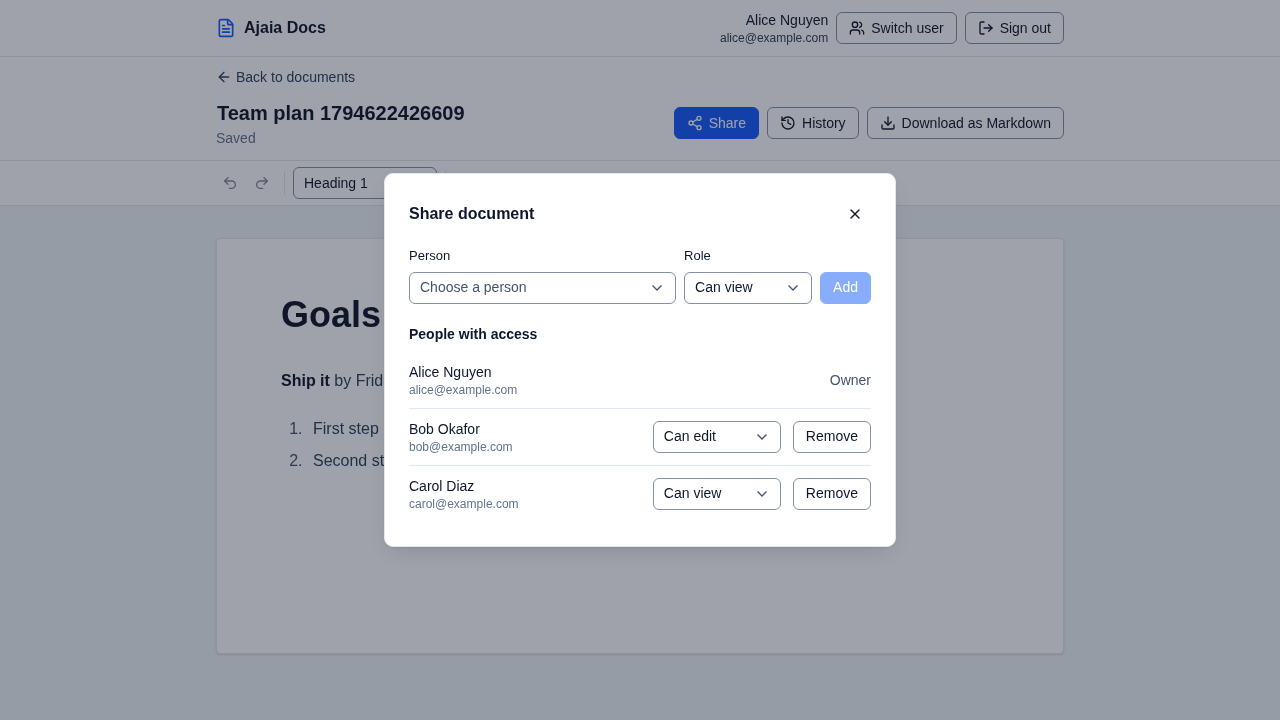 Ajaia Docs
Alice Nguyen
alice@example.com
Switch user
Sign out
Back to documents
Team plan 1794622426609
Saved
Share
History
Download as Markdown
Heading 1
Share document
Person
Role
Choose a person
Can view
Add
People with access
Alice Nguyen
alice@example.com
Owner
Bob Okafor
bob@example.com
Can edit
Remove
Carol Diaz
carol@example.com
Can view
Remove
Goals
Ship it by Frid
1. First step
2. Second st